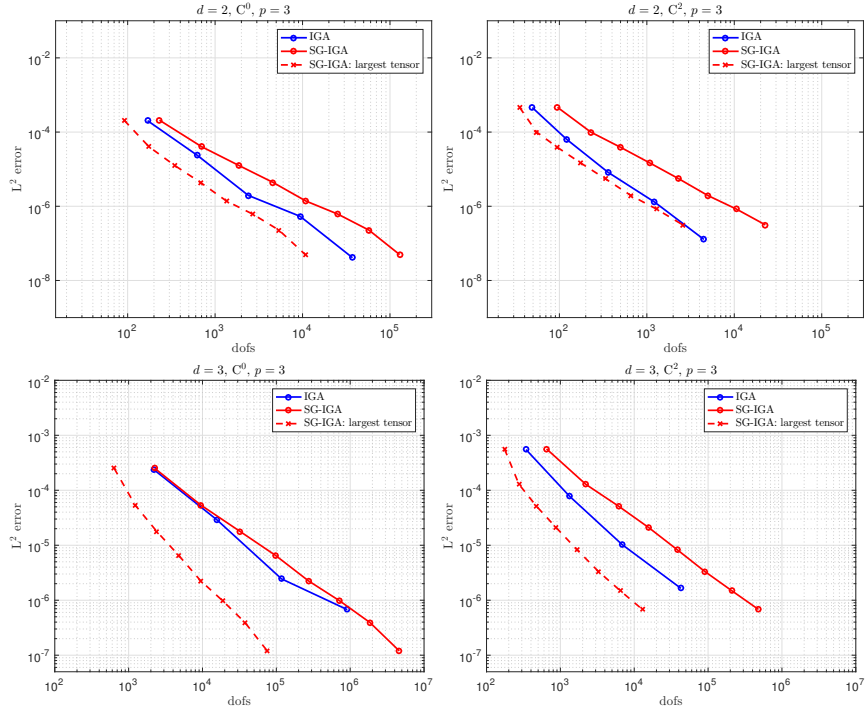 d = 2, C^0, p = 3
IGA
SG-IGA
SG-IGA: largest tensor
10^-4
10^-6
10^-8
L^2 error
10^2
10^3
10^4
10^5
dofs
d = 2, C^2, p = 3
IGA
SG-IGA
SG-IGA: largest tensor
10^-4
10^-6
10^-8
L^2 error
10^2
10^3
10^4
10^5
dofs
d = 3, C^0, p = 3
IGA
SG-IGA
SG-IGA: largest tensor
10^-2
10^-3
10^-4
10^-5
10^-6
10^-7
L^2 error
10^2
10^3
10^4
10^5
10^6
10^7
dofs
d = 3, C^2, p = 3
IGA
SG-IGA
SG-IGA: largest tensor
10^-2
10^-3
10^-4
10^-5
10^-6
10^-7
L^2 error
10^2
10^3
10^4
10^5
10^6
10^7
dofs